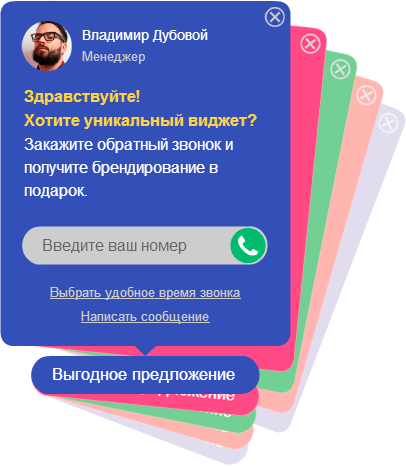 Владимир Дубовой
Менеджер
Здравствуйте!
Хотите уникальный виджет?
Закажите обратный звонок и
получите брендирование в
подарок.
Введите ваш номер
Выбрать удобное время звонка
Написать сообщение
Выгодное предложение